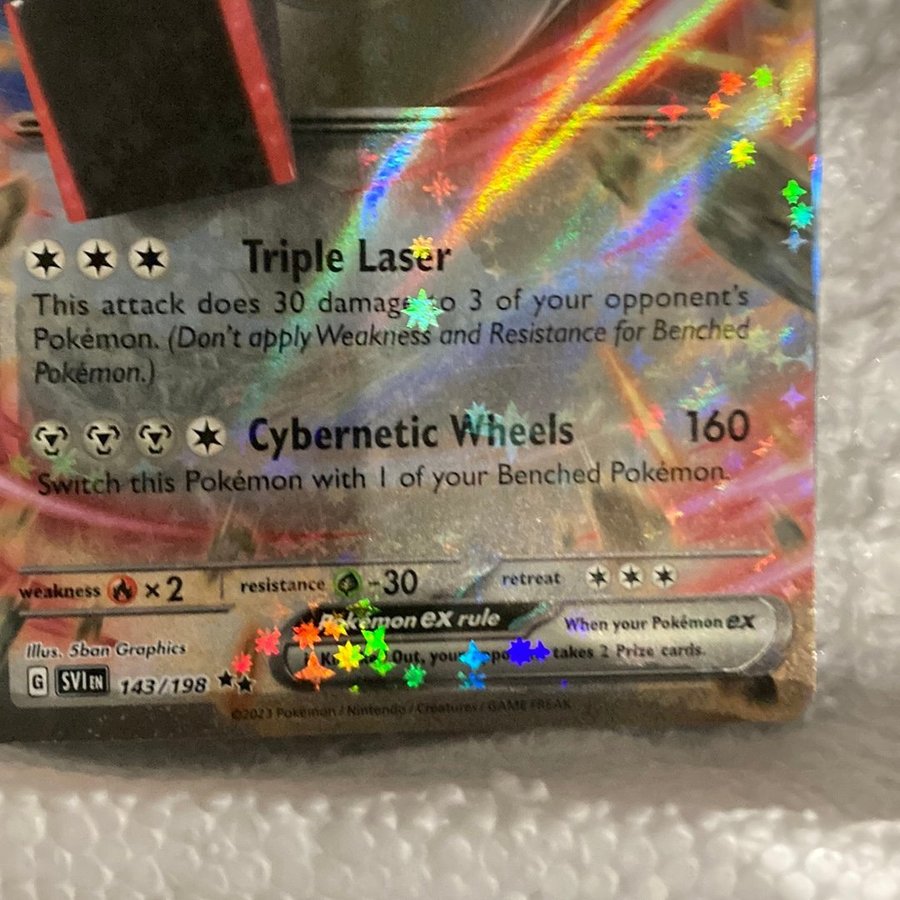 Triple Laser
This attack does 30 damage to 3 of your opponent's
Pokémon. (Don't apply Weakness and Resistance for Benched
Pokémon.)
Cybernetic Wheels 160
Switch this Pokémon with 1 of your Benched Pokémon.
weakness ×2 resistance -30 retreat
Pokémon ex rule When your Pokémon ex
Out, your takes 2 Prize cards.
Illus. 5ban Graphics
G SVI EN 143/198
©2023 Pokémon / Nintendo / Creatures / GAME FREAK